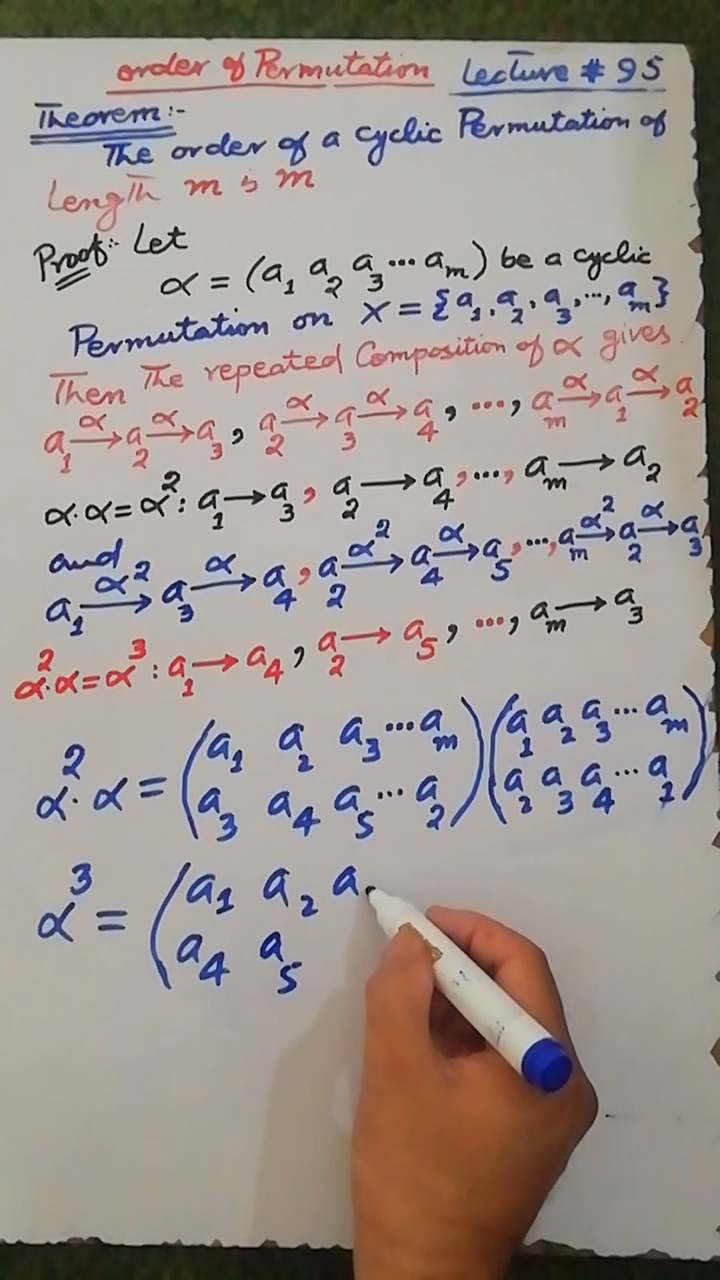 order of Permutation Lecture # 95
Theorem:-
The order of a cyclic Permutation of
Length m is m
Proof:- Let
α = (a₁ a₂ a₃ ... aₘ) be a cyclic
Permutation on X = {a₁, a₂, a₃, ..., aₘ}
Then The repeated Composition of α gives
a₁ —α→ a₂ —α→ a₃, a₂ —α→ a₃ —α→ a₄, ..., aₘ —α→ a₁ —α→ a₂
α·α = α² : a₁ → a₃, a₂ → a₄, ..., aₘ → a₂
and
a₁ —α²→ a₃ —α→ a₄, a₂ —α²→ a₄ —α→ a₅, ..., aₘ —α²→ a₂ —α→ a₃
α²·α = α³ : a₁ → a₄, a₂ → a₅, ..., aₘ → a₃
α²·α = (a₁ a₂ a₃ ... aₘ) (a₁ a₂ a₃ ... aₘ)
(a₃ a₄ a₅ ... a₂) (a₂ a₃ a₄ ... a₁)
α³ = (a₁ a₂ a
a₄ a₅